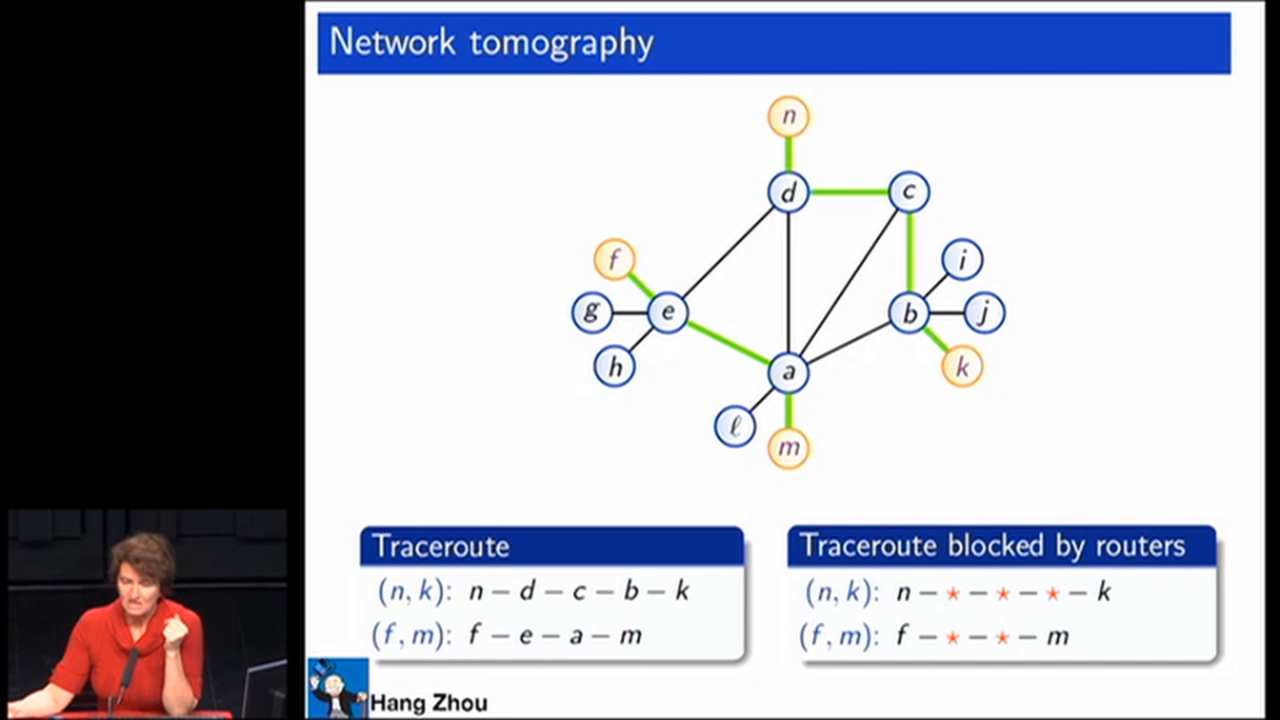 Network tomography
n
d
c
f
i
g
e
b
j
h
a
k
ℓ
m
Traceroute
(n, k): n − d − c − b − k
(f, m): f − e − a − m
Traceroute blocked by routers
(n, k): n − ⋆ − ⋆ − ⋆ − k
(f, m): f − ⋆ − ⋆ − m
Hang Zhou